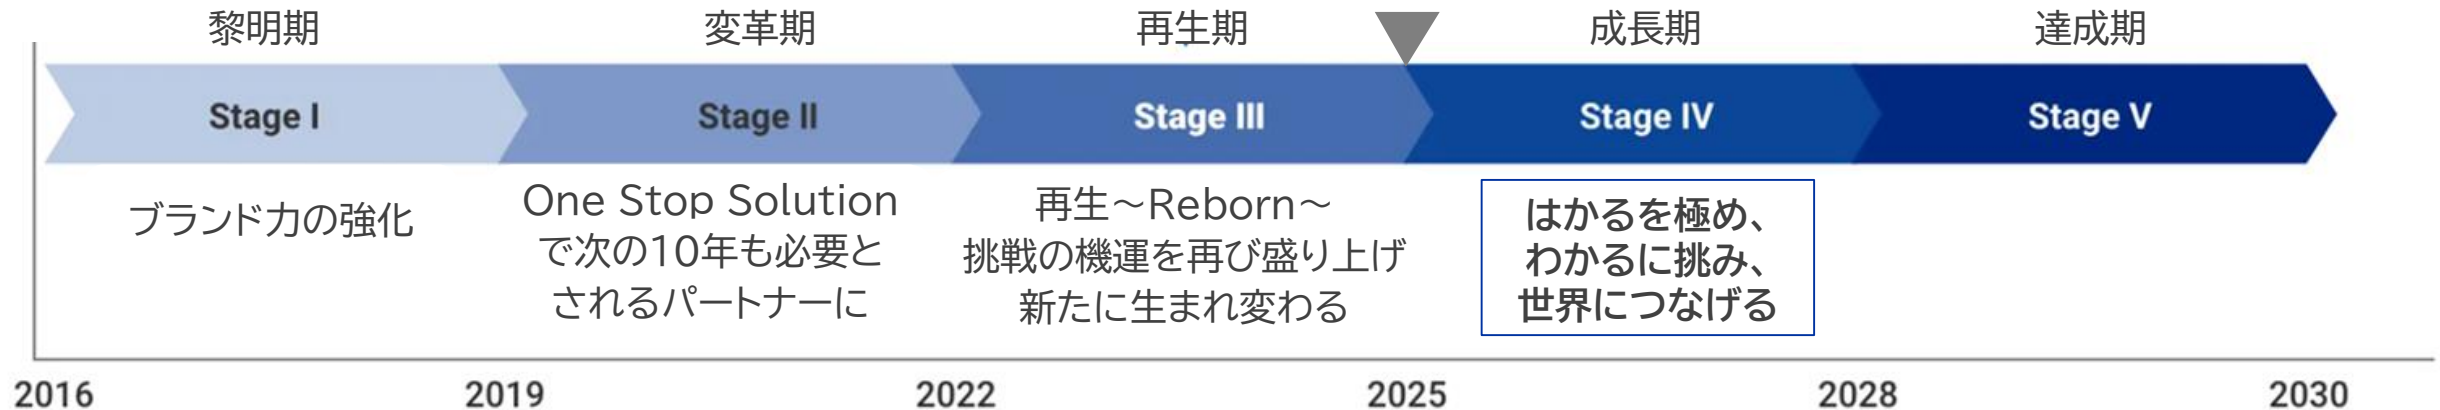 黎明期
変革期
再生期
成長期
達成期
Stage I
Stage II
Stage III
Stage IV
Stage V
ブランド力の強化
One Stop Solution
で次の10年も必要と
されるパートナーに
再生～Reborn～
挑戦の機運を再び盛り上げ
新たに生まれ変わる
はかるを極め、
わかるに挑み、
世界につなげる
2016
2019
2022
2025
2028
2030